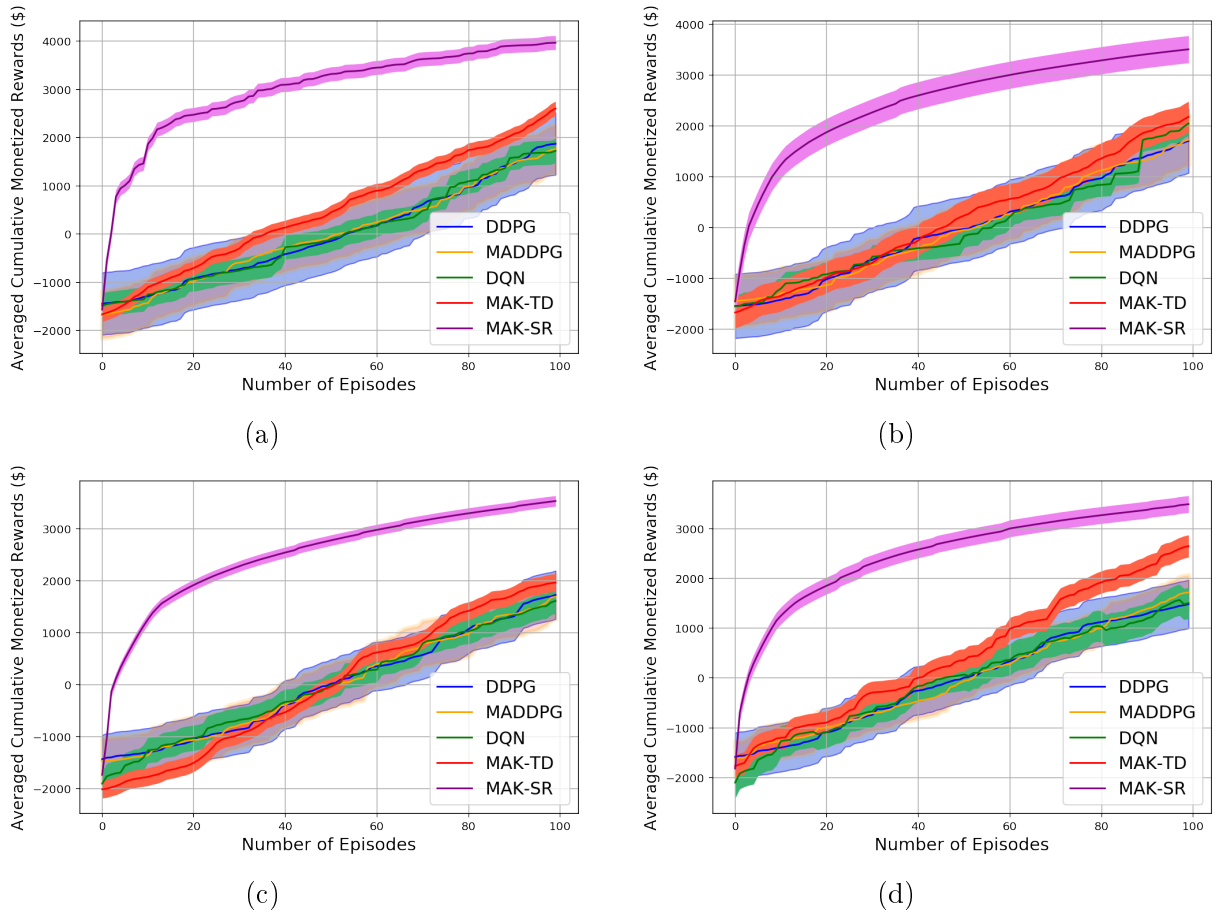 Averaged Cumulative Monetized Rewards ($)
4000
3000
2000
1000
0
−1000
−2000
0
20
40
60
80
100
Number of Episodes
DDPG
MADDPG
DQN
MAK-TD
MAK-SR
(a)
Averaged Cumulative Monetized Rewards ($)
4000
3000
2000
1000
0
−1000
−2000
0
20
40
60
80
100
Number of Episodes
DDPG
MADDPG
DQN
MAK-TD
MAK-SR
(b)
Averaged Cumulative Monetized Rewards ($)
3000
2000
1000
0
−1000
−2000
0
20
40
60
80
100
Number of Episodes
DDPG
MADDPG
DQN
MAK-TD
MAK-SR
(c)
Averaged Cumulative Monetized Rewards ($)
3000
2000
1000
0
−1000
−2000
0
20
40
60
80
100
Number of Episodes
DDPG
MADDPG
DQN
MAK-TD
MAK-SR
(d)